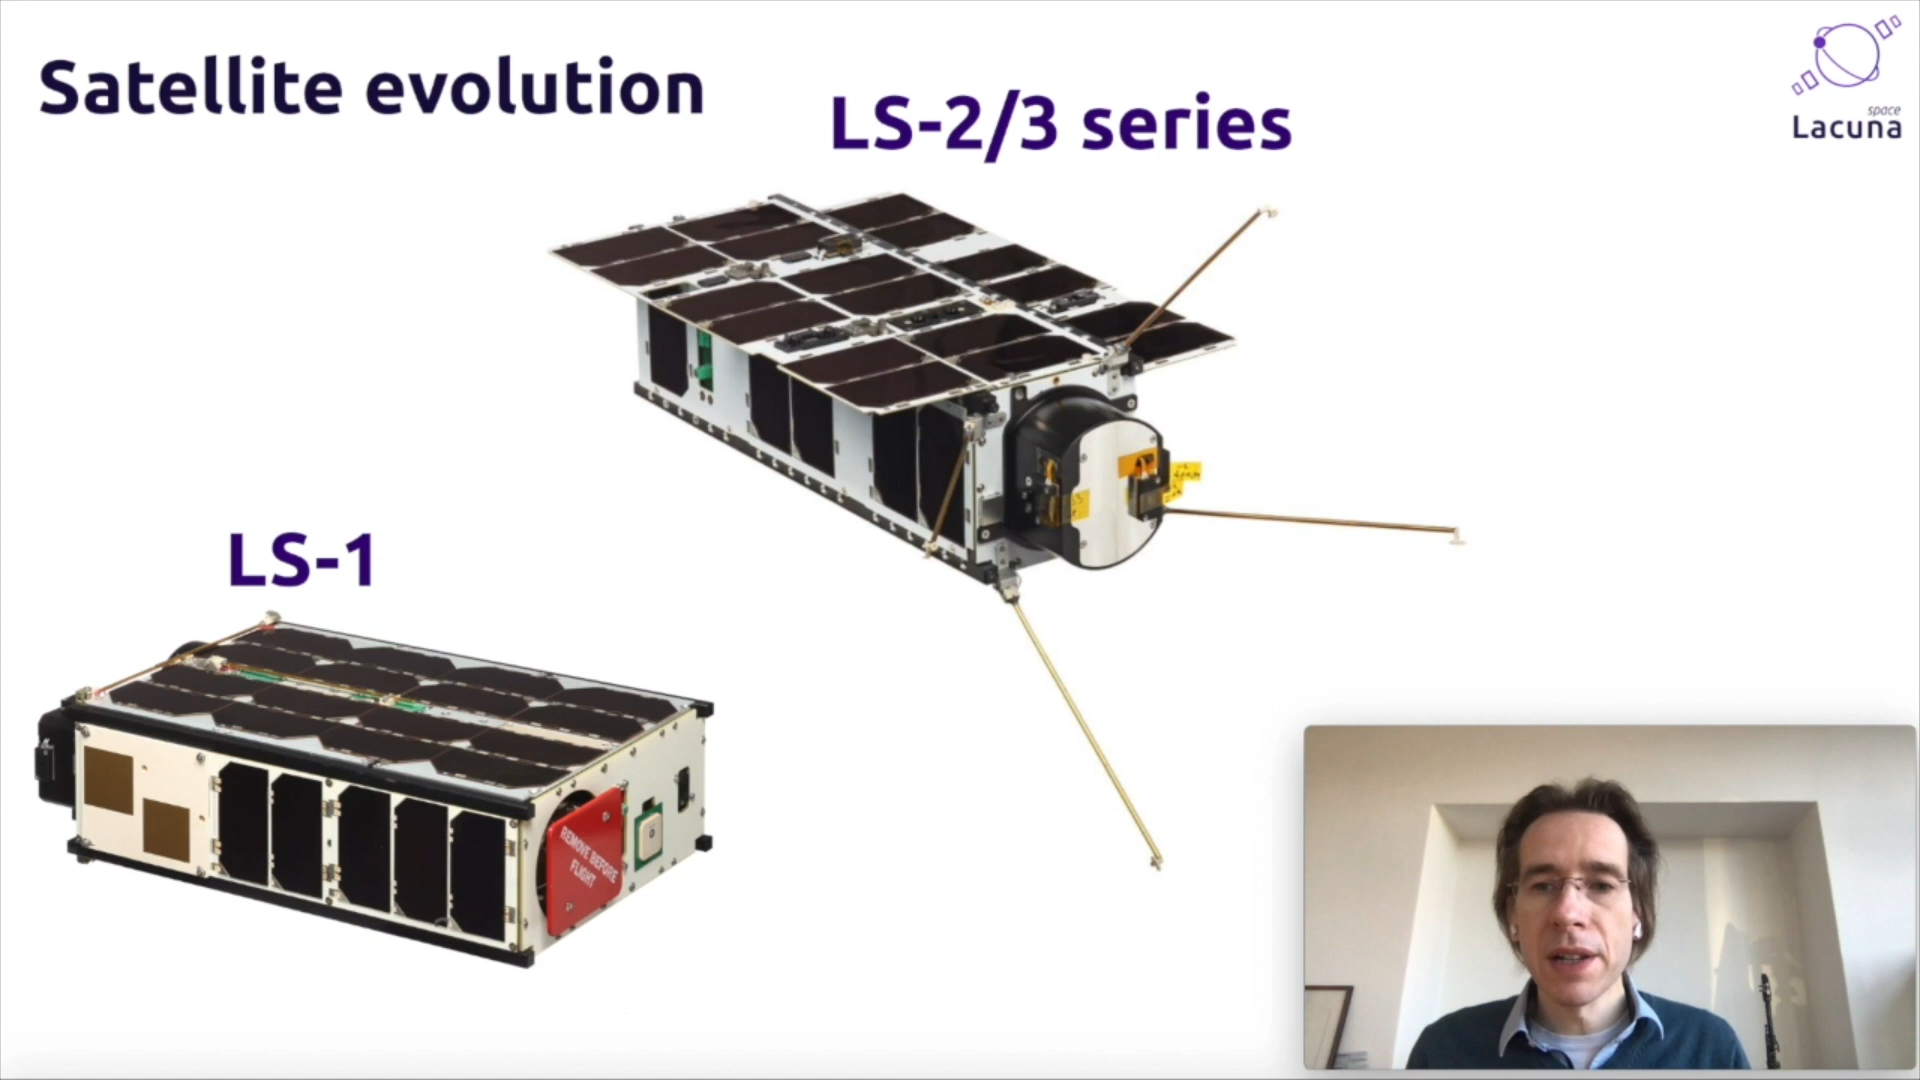 Satellite evolution
LS-2/3 series
space
Lacuna
LS-1
REMOVE BEFORE
FLIGHT